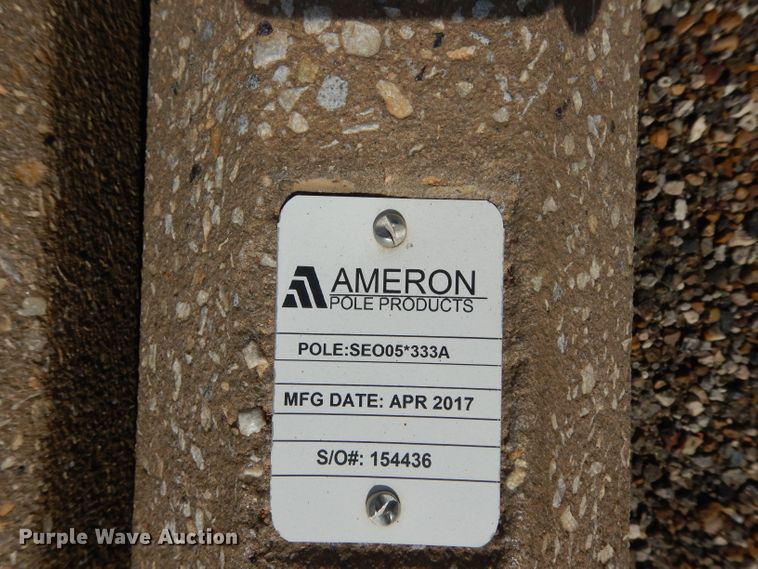 AMERON
POLE PRODUCTS
POLE:SEO05*333A
MFG DATE: APR 2017
S/O#: 154436
Purple Wave Auction